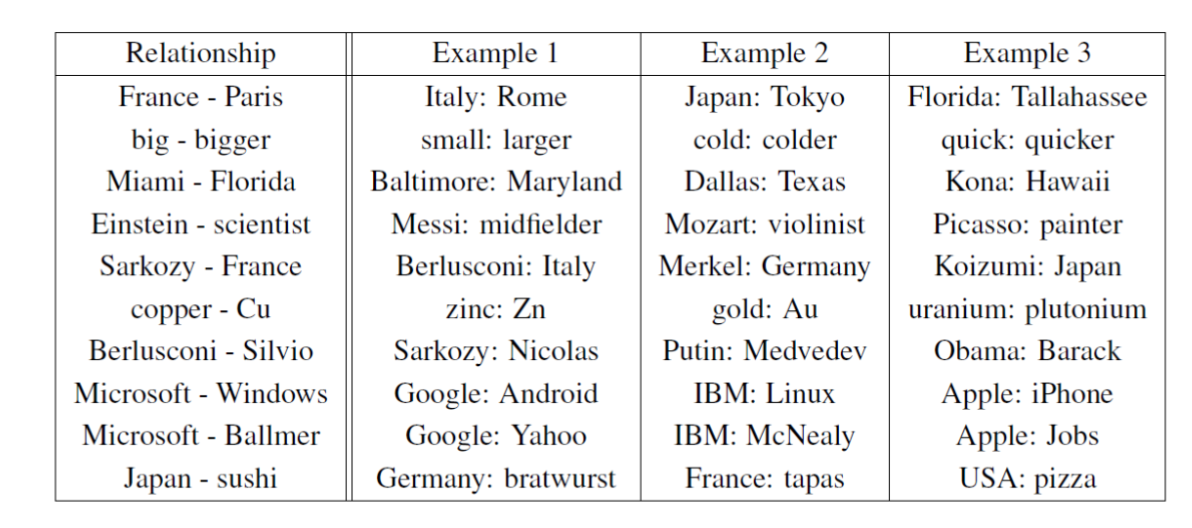 Relationship Example 1 Example 2 Example 3
France - Paris Italy: Rome Japan: Tokyo Florida: Tallahassee
big - bigger small: larger cold: colder quick: quicker
Miami - Florida Baltimore: Maryland Dallas: Texas Kona: Hawaii
Einstein - scientist Messi: midfielder Mozart: violinist Picasso: painter
Sarkozy - France Berlusconi: Italy Merkel: Germany Koizumi: Japan
copper - Cu zinc: Zn gold: Au uranium: plutonium
Berlusconi - Silvio Sarkozy: Nicolas Putin: Medvedev Obama: Barack
Microsoft - Windows Google: Android IBM: Linux Apple: iPhone
Microsoft - Ballmer Google: Yahoo IBM: McNealy Apple: Jobs
Japan - sushi Germany: bratwurst France: tapas USA: pizza